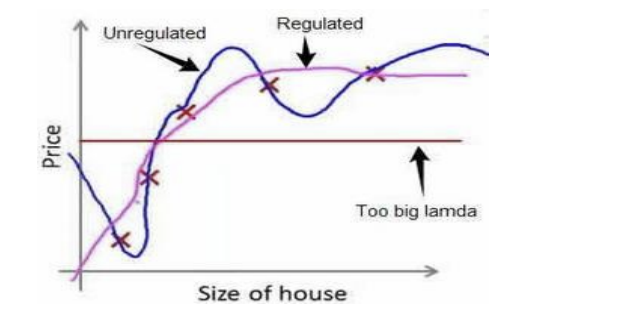 Regulated
Unregulated
Price
Too big lamda
Size of house